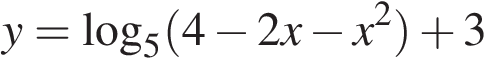 y = log₅(4 − 2x − x²) + 3